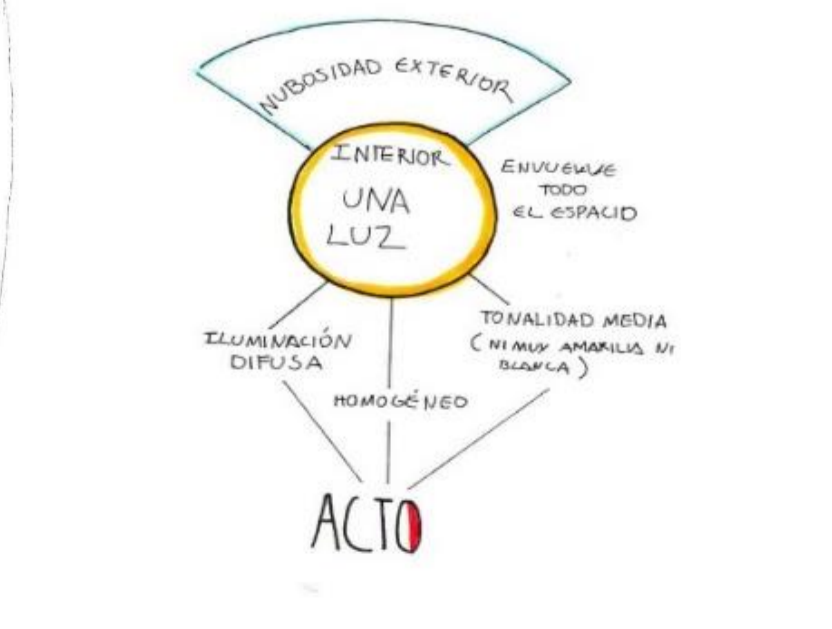 NUBOSIDAD EXTERIOR
INTERIOR
UNA
LUZ
ENVUELVE
TODO
EL ESPACIO
ILUMINACIÓN
DIFUSA
HOMOGÉNEO
TONALIDAD MEDIA
(NI MUY AMARILLA NI
BLANCA)
ACTO